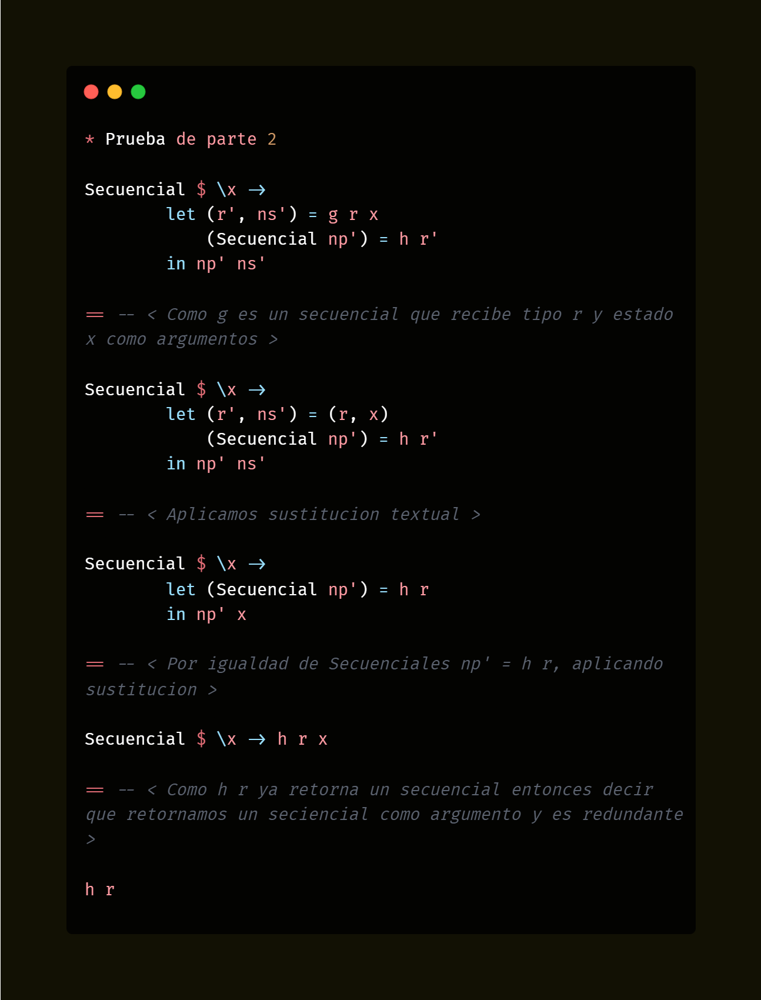 * Prueba de parte 2
Secuencial $ \x ->
let (r', ns') = g r x
(Secuencial np') = h r'
in np' ns'
== -- < Como g es un secuencial que recibe tipo r y estado
x como argumentos >
Secuencial $ \x ->
let (r', ns') = (r, x)
(Secuencial np') = h r'
in np' ns'
== -- < Aplicamos sustitucion textual >
Secuencial $ \x ->
let (Secuencial np') = h r
in np' x
== -- < Por igualdad de Secuenciales np' = h r, aplicando
sustitucion >
Secuencial $ \x -> h r x
== -- < Como h r ya retorna un secuencial entonces decir
que retornamos un seciencial como argumento y es redundante
>
h r